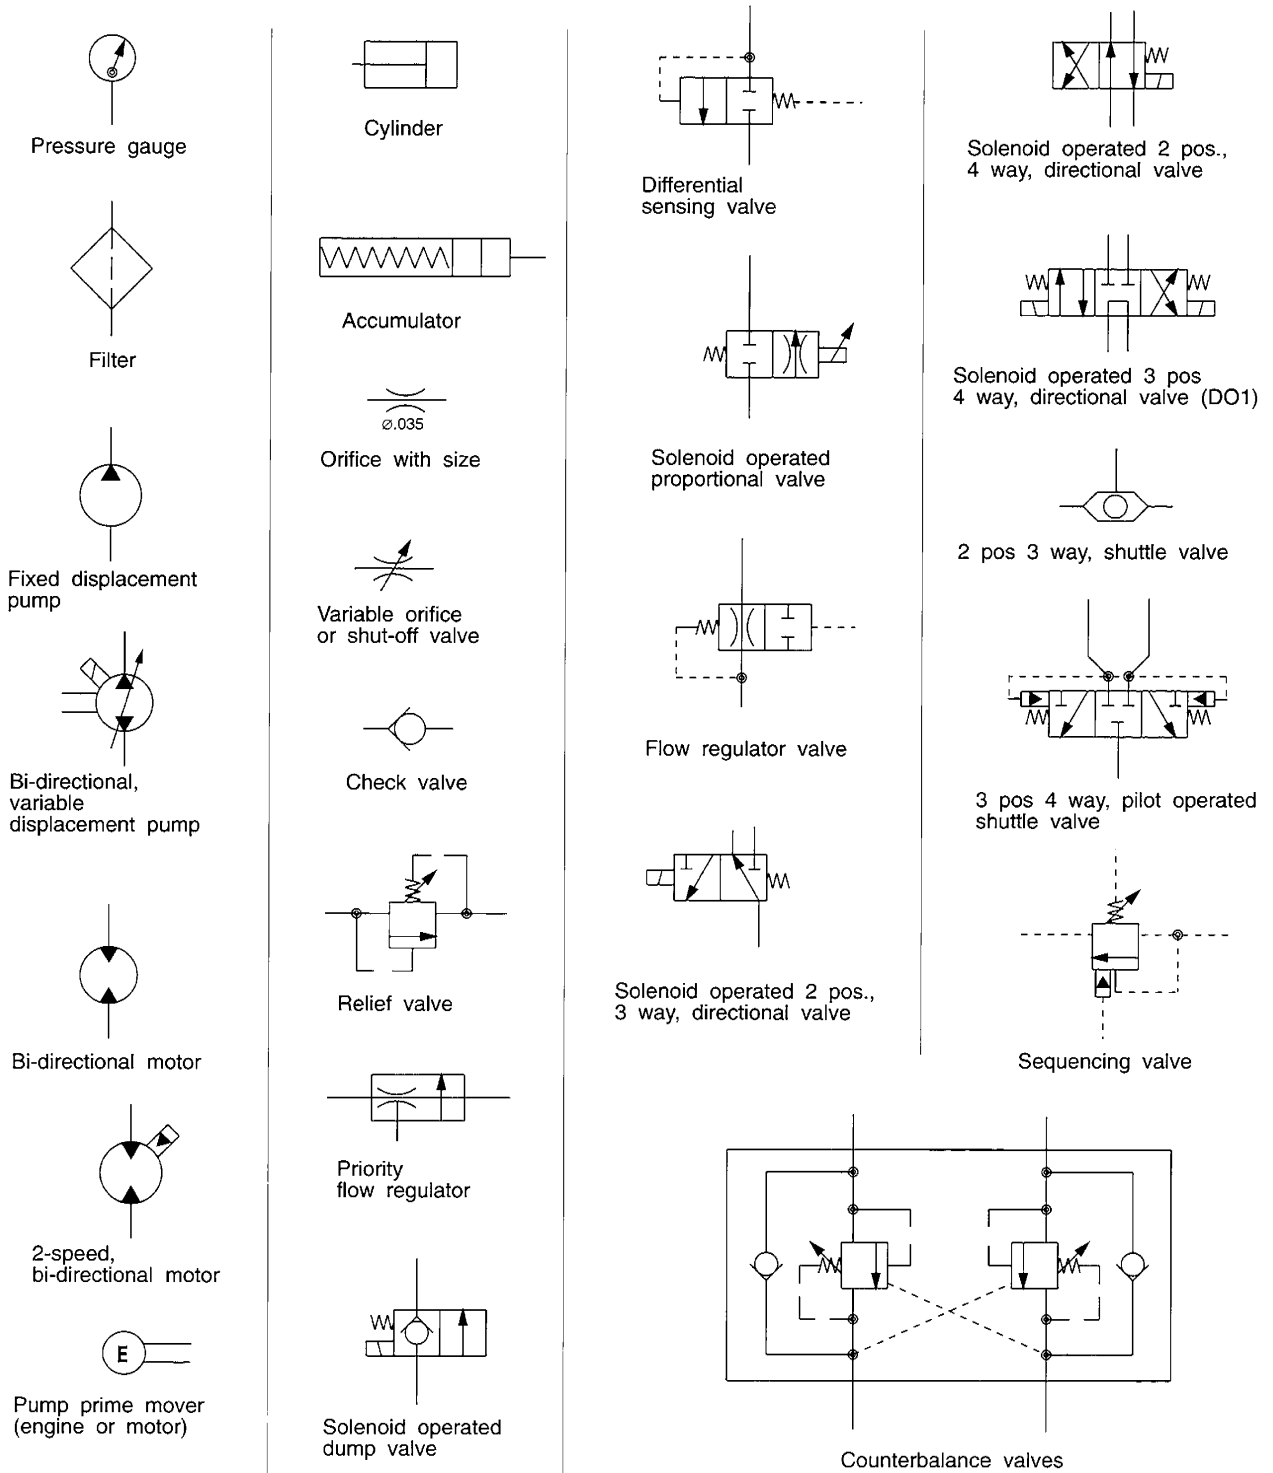 Pressure gauge
Filter
Fixed displacement
pump
Bi-directional,
variable
displacement pump
Bi-directional motor
2-speed,
bi-directional motor
E
Pump prime mover
(engine or motor)
Cylinder
Accumulator
⌀.035
Orifice with size
Variable orifice
or shut-off valve
Check valve
Relief valve
Priority
flow regulator
Solenoid operated
dump valve
Differential
sensing valve
Solenoid operated
proportional valve
Flow regulator valve
Solenoid operated 2 pos.,
3 way, directional valve
Solenoid operated 2 pos.,
4 way, directional valve
Solenoid operated 3 pos
4 way, directional valve (DO1)
2 pos 3 way, shuttle valve
3 pos 4 way, pilot operated
shuttle valve
Sequencing valve
Counterbalance valves